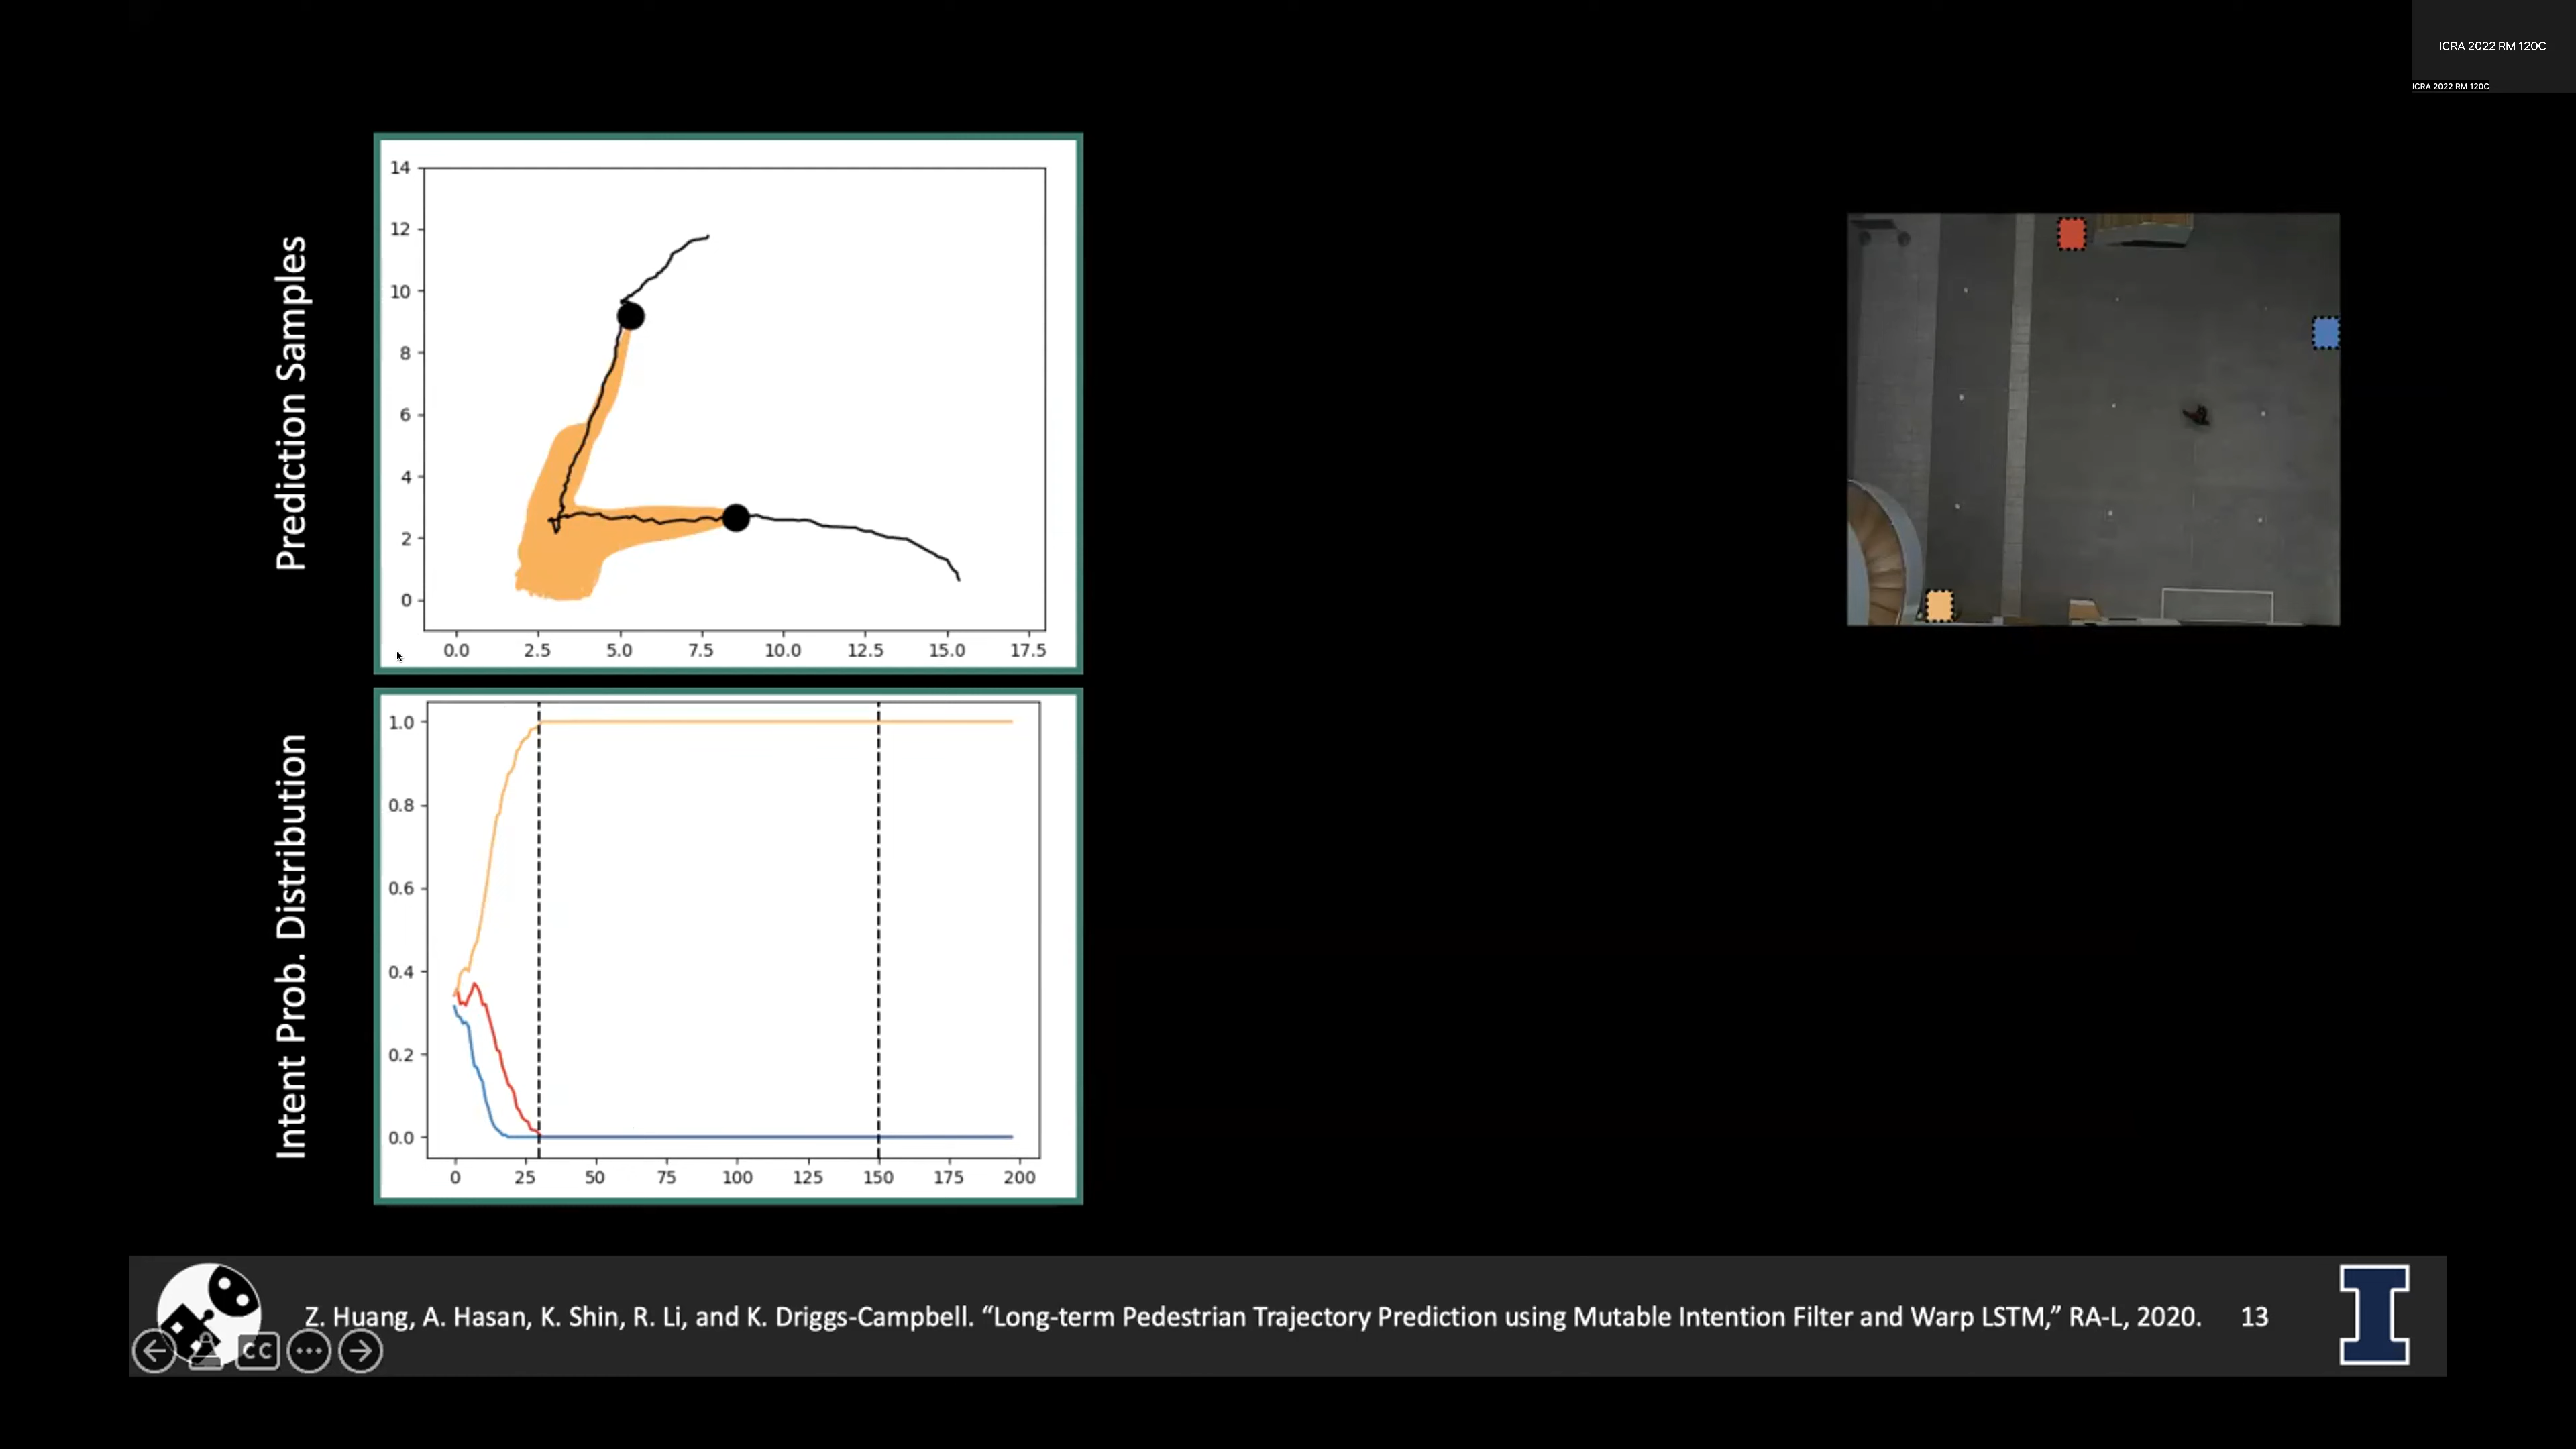 ICRA 2022 RM 120C
ICRA 2022 RM 120C
Prediction Samples
14
12
10
8
6
4
2
0
0.0 2.5 5.0 7.5 10.0 12.5 15.0 17.5
Intent Prob. Distribution
1.0
0.8
0.6
0.4
0.2
0.0
0 25 50 75 100 125 150 175 200
Z. Huang, A. Hasan, K. Shin, R. Li, and K. Driggs-Campbell. “Long-term Pedestrian Trajectory Prediction using Mutable Intention Filter and Warp LSTM,” RA-L, 2020. 13
CC
I